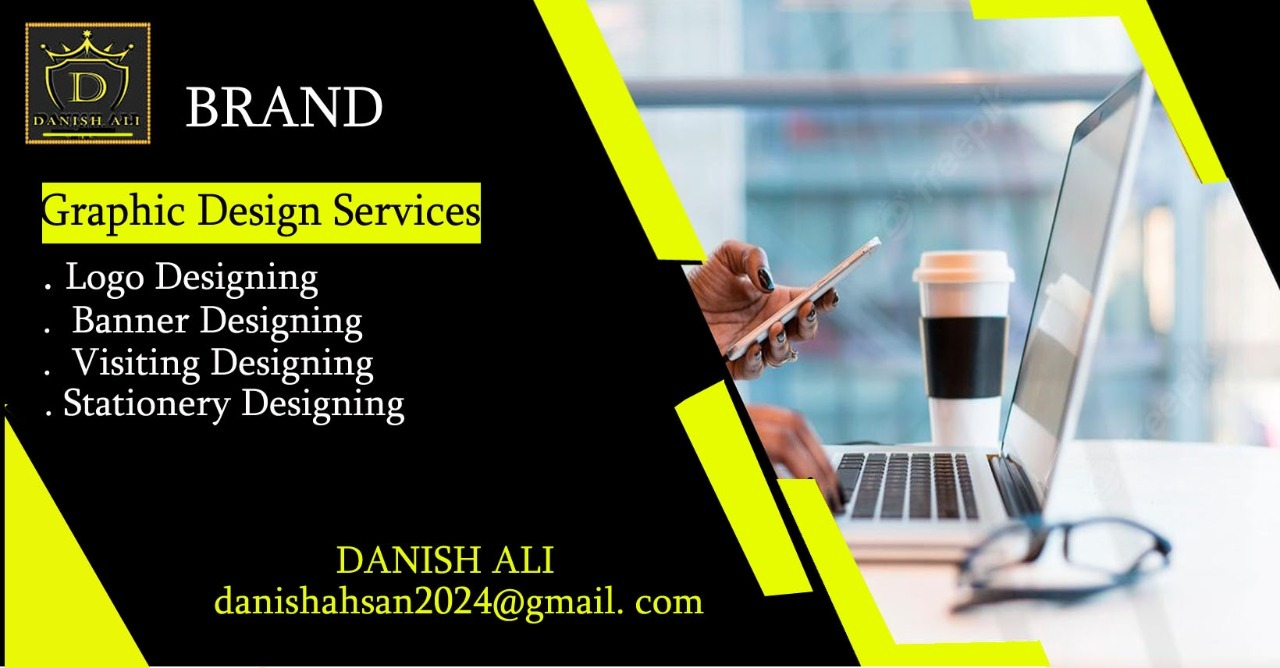 D
DANISH ALI
BRAND
Graphic Design Services
. Logo Designing
. Banner Designing
. Visiting Designing
. Stationery Designing
DANISH ALI
danishahsan2024@gmail. com
freepik